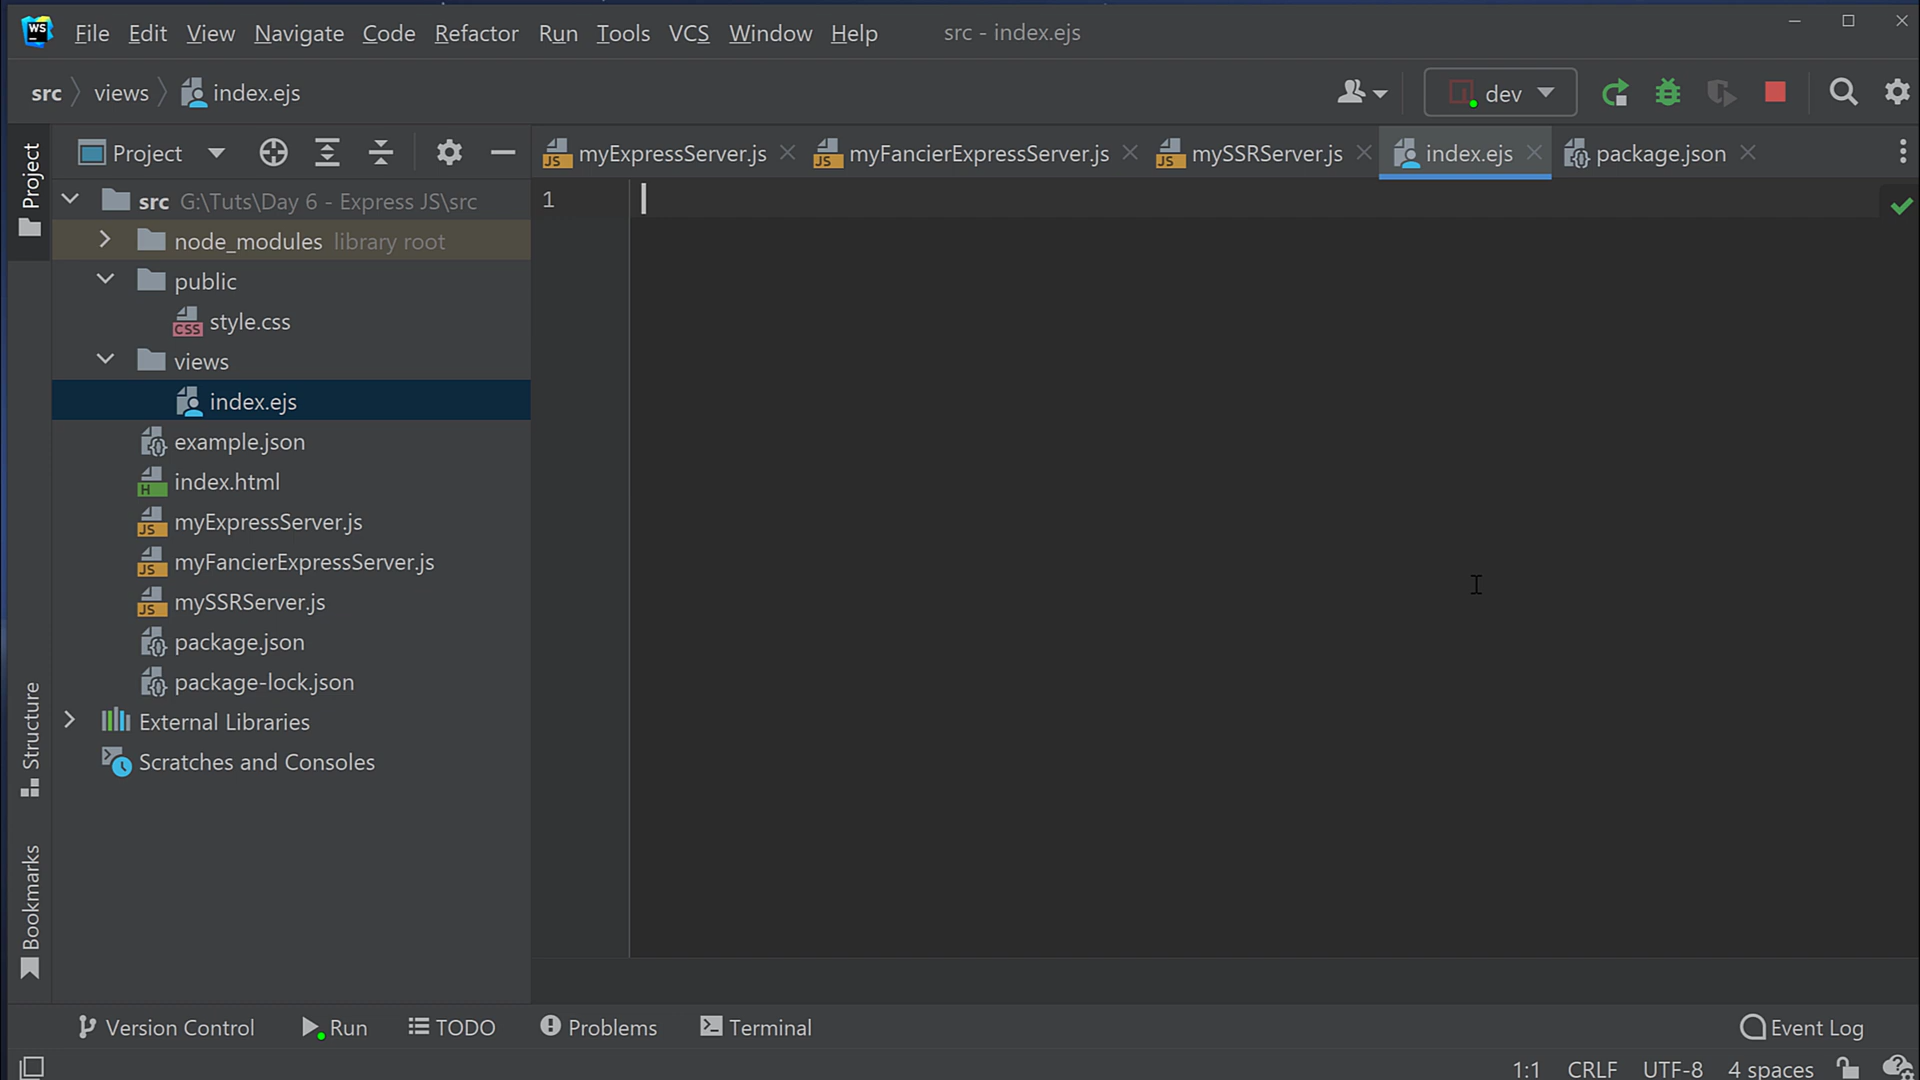 WS File Edit View Navigate Code Refactor Run Tools VCS Window Help src - index.ejs
src views index.ejs dev
Project
Project
myExpressServer.js myFancierExpressServer.js mySSRServer.js index.ejs package.json
src G:\Tuts\Day 6 - Express JS\src
1
node_modules library root
public
style.css
views
index.ejs
example.json
index.html
myExpressServer.js
myFancierExpressServer.js
mySSRServer.js
package.json
package-lock.json
External Libraries
Scratches and Consoles
Structure
Bookmarks
Version Control Run TODO Problems Terminal Event Log
1:1 CRLF UTF-8 4 spaces